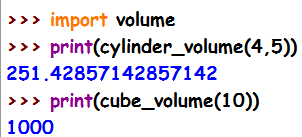 >>> import volume
>>> print(cylinder_volume(4,5))
251.42857142857142
>>> print(cube_volume(10))
1000